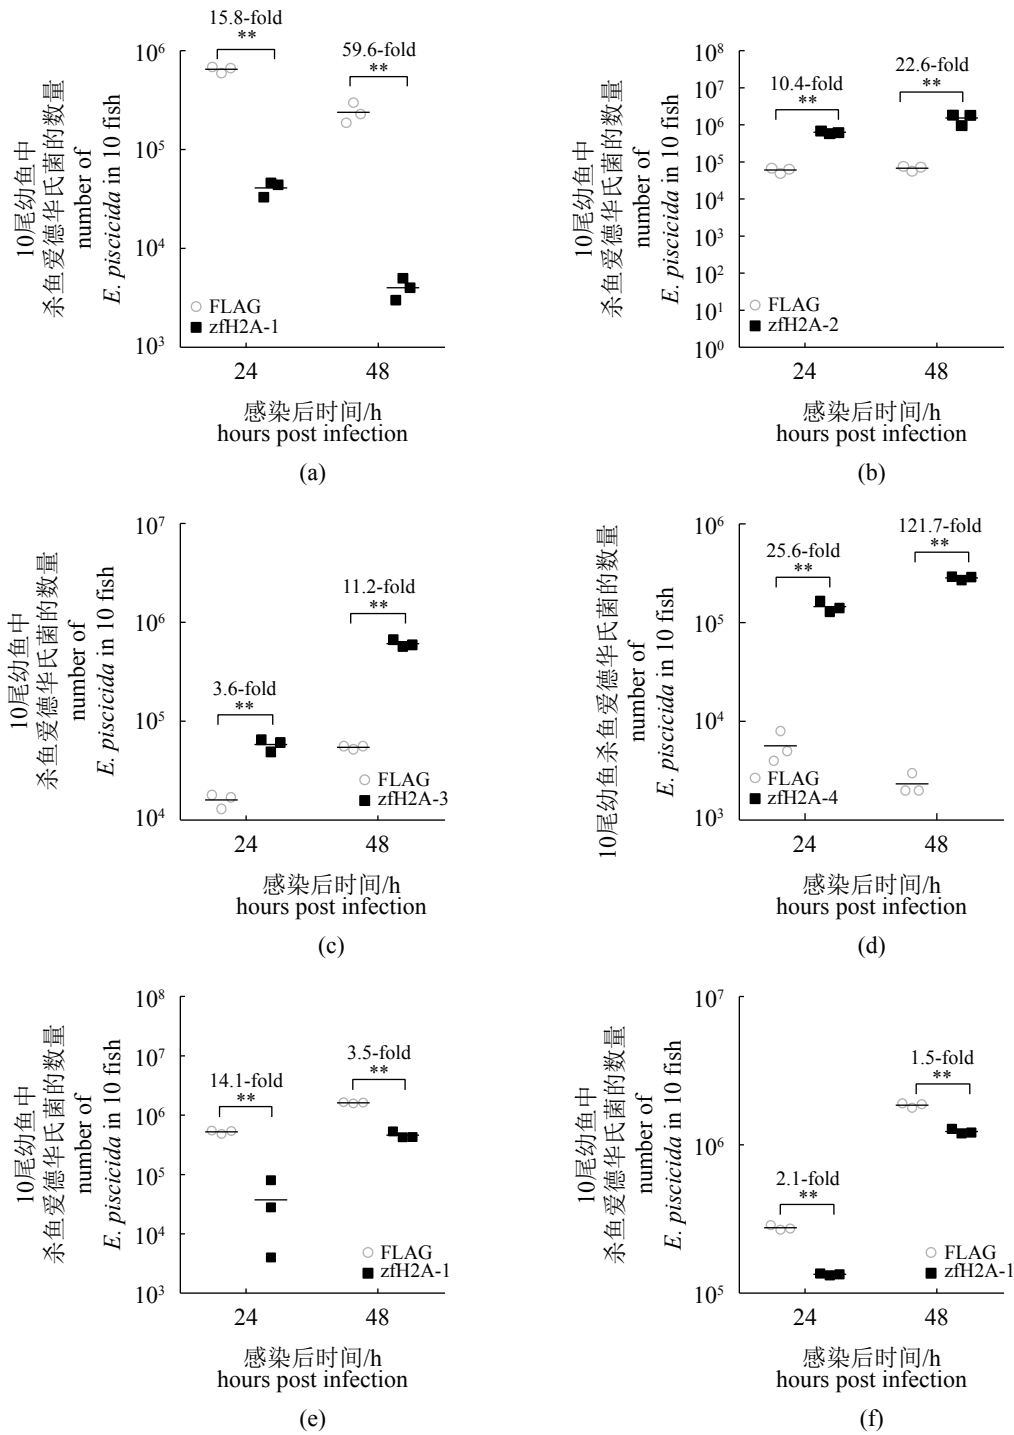 15.8-fold
**
59.6-fold
**
10⁶
10⁵
10⁴
10³
10尾幼鱼中
杀鱼爱德华氏菌的数量
number of
E. piscicida in 10 fish
FLAG
zfH2A-1
24
48
感染后时间/h
hours post infection
(a)
10.4-fold
**
22.6-fold
**
10⁸
10⁷
10⁶
10⁵
10⁴
10³
10²
10¹
10⁰
10尾幼鱼中
杀鱼爱德华氏菌的数量
number of
E. piscicida in 10 fish
FLAG
zfH2A-2
24
48
感染后时间/h
hours post infection
(b)
3.6-fold
**
11.2-fold
**
10⁷
10⁶
10⁵
10⁴
10尾幼鱼中
杀鱼爱德华氏菌的数量
number of
E. piscicida in 10 fish
FLAG
zfH2A-3
24
48
感染后时间/h
hours post infection
(c)
25.6-fold
**
121.7-fold
**
10⁶
10⁵
10⁴
10³
10尾幼鱼杀鱼爱德华氏菌的数量
number of
E. piscicida in 10 fish
FLAG
zfH2A-4
24
48
感染后时间/h
hours post infection
(d)
14.1-fold
**
3.5-fold
**
10⁸
10⁷
10⁶
10⁵
10⁴
10³
10尾幼鱼中
杀鱼爱德华氏菌的数量
number of
E. piscicida in 10 fish
FLAG
zfH2A-1
24
48
感染后时间/h
hours post infection
(e)
2.1-fold
**
1.5-fold
**
10⁷
10⁶
10⁵
10尾幼鱼中
杀鱼爱德华氏菌的数量
number of
E. piscicida in 10 fish
FLAG
zfH2A-1
24
48
感染后时间/h
hours post infection
(f)